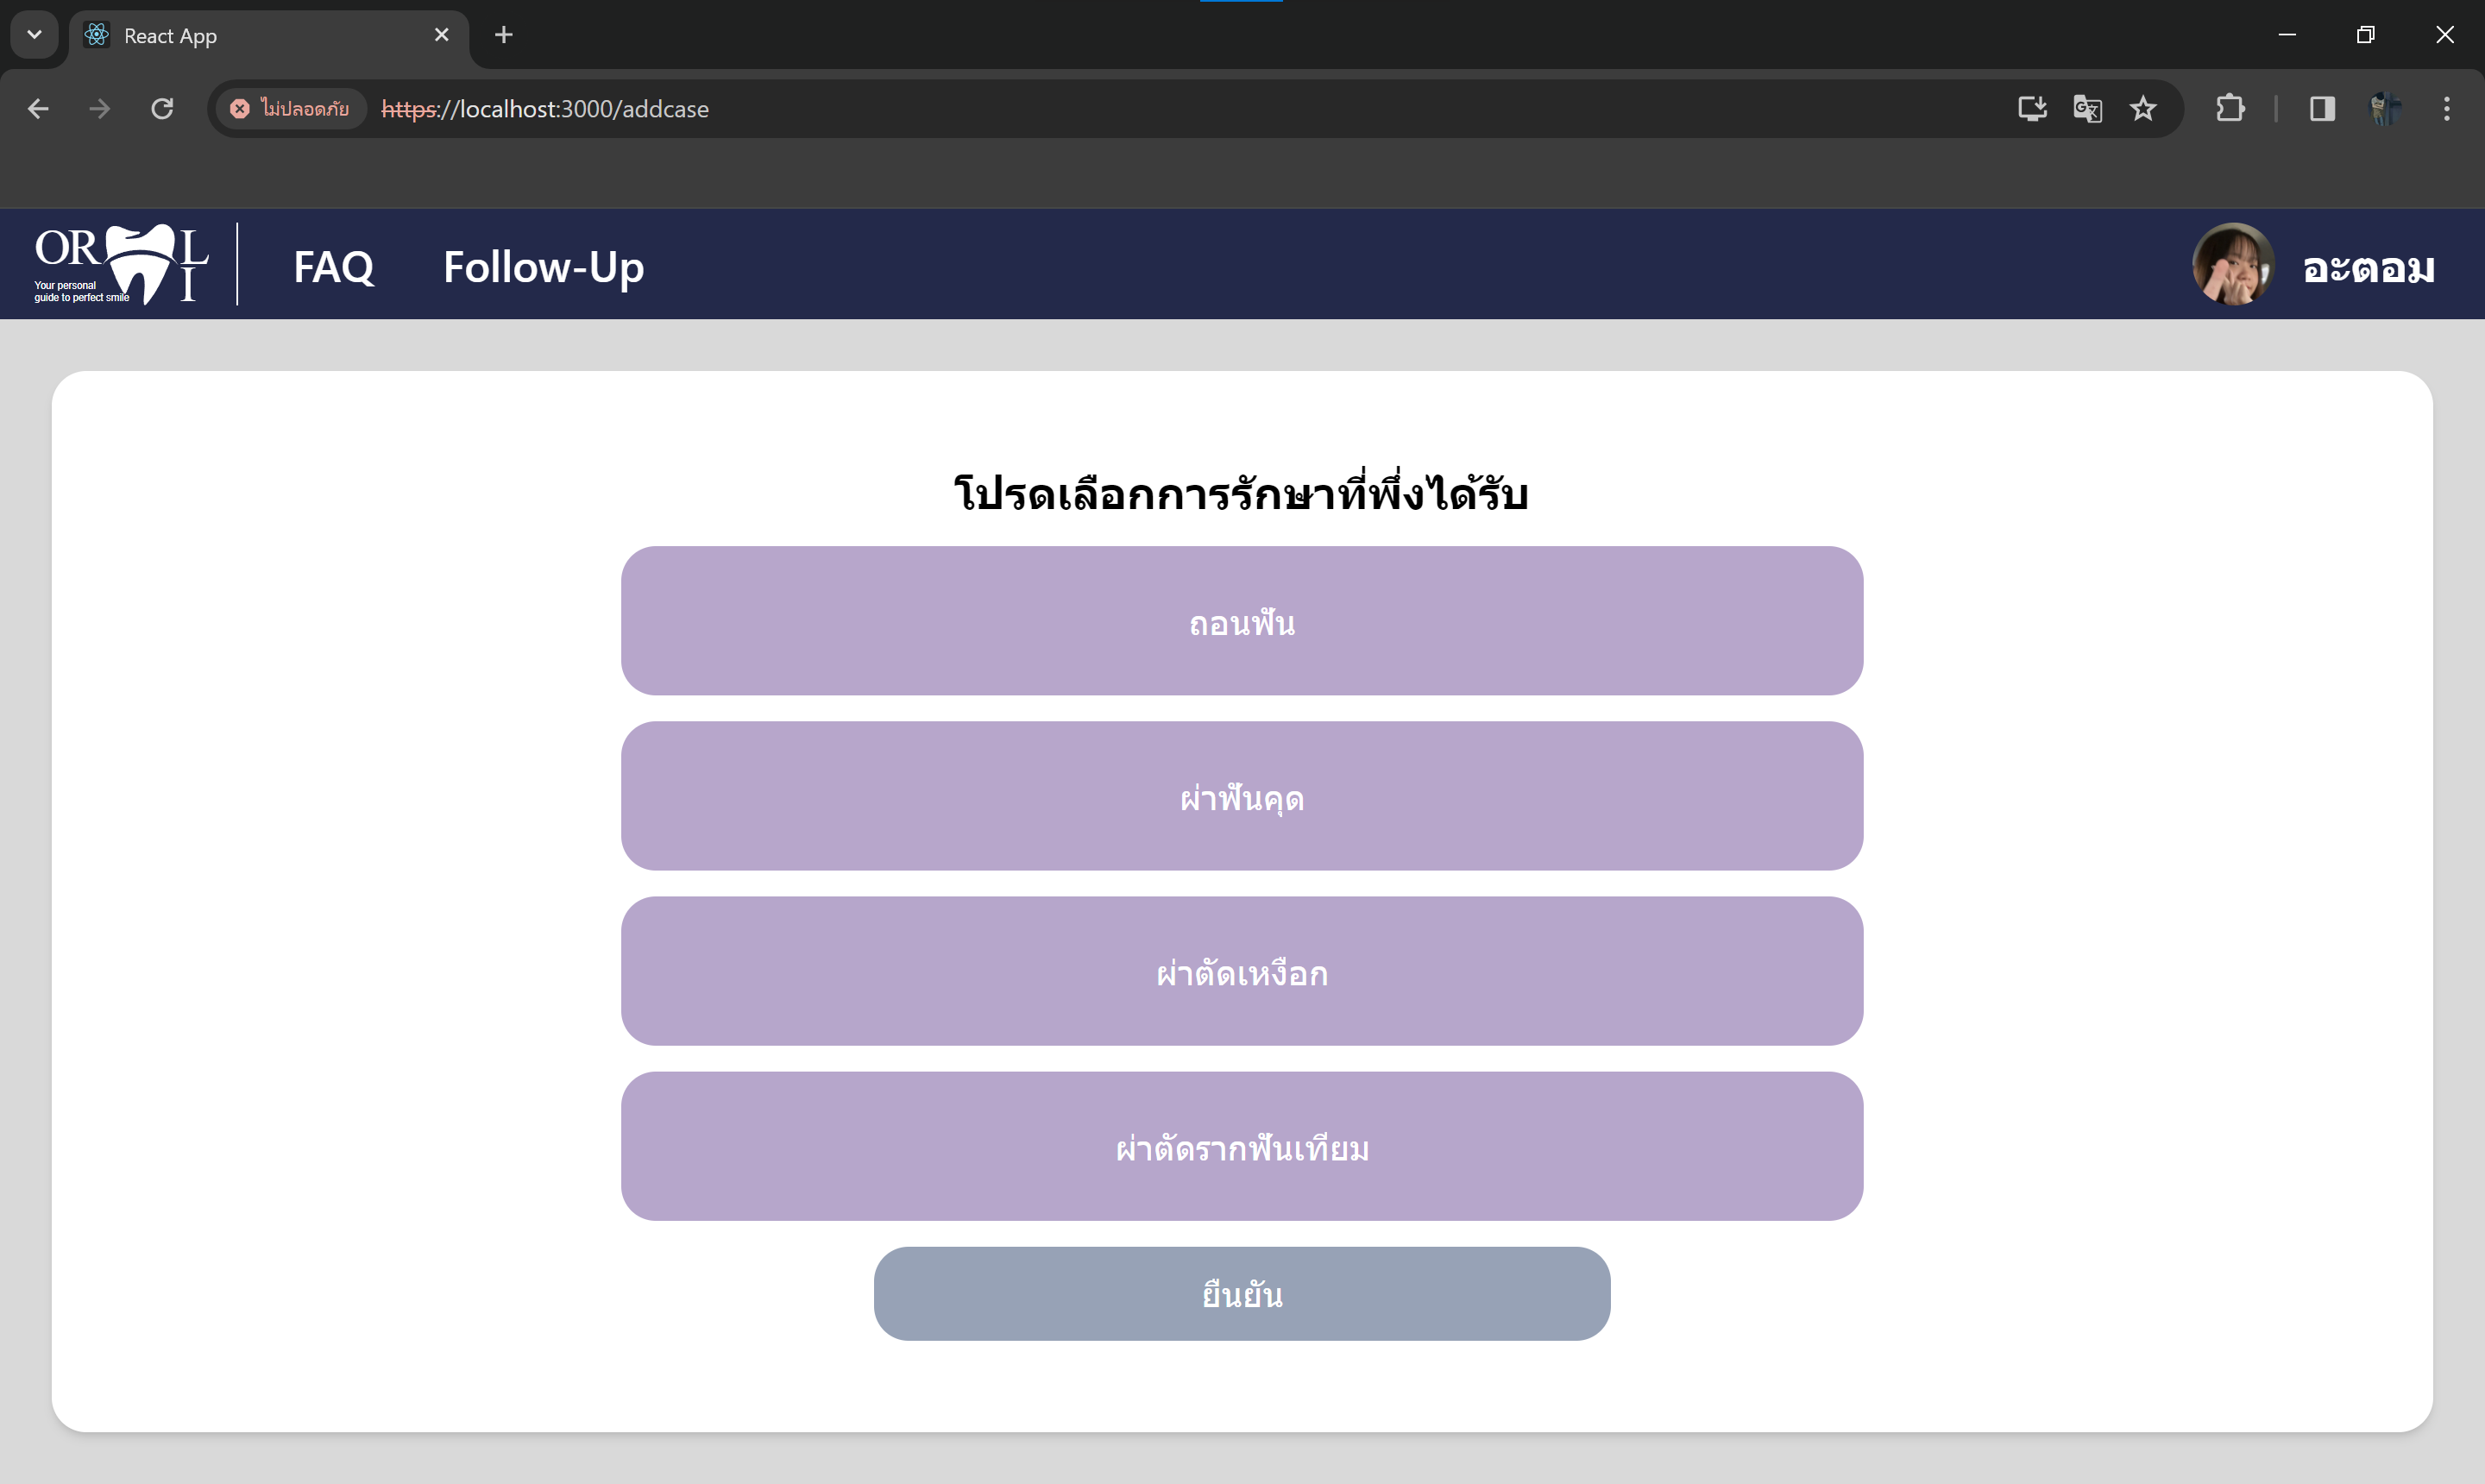 React App
ไม่ปลอดภัย https://localhost:3000/addcase
ORAL
I
Your personal
guide to perfect smile
FAQ Follow-Up อะตอม
โปรดเลือกการรักษาที่พึ่งได้รับ
ถอนฟัน
ผ่าฟันคุด
ผ่าตัดเหงือก
ผ่าตัดรากฟันเทียม
ยืนยัน